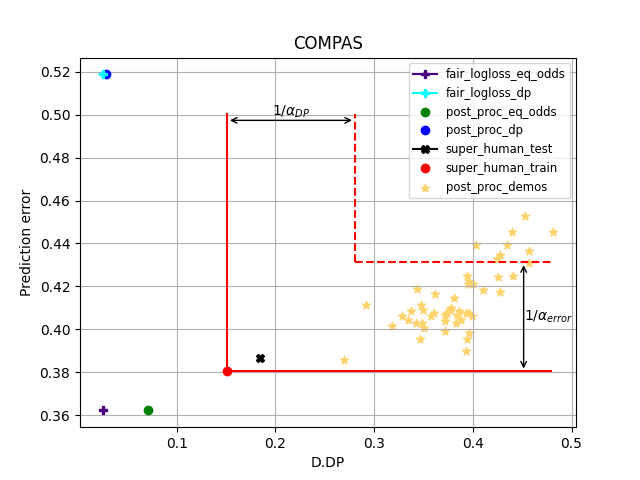 COMPAS
fair_logloss_eq_odds
fair_logloss_dp
post_proc_eq_odds
post_proc_dp
super_human_test
super_human_train
post_proc_demos
1/α_DP
1/α_error
Prediction error
0.52
0.50
0.48
0.46
0.44
0.42
0.40
0.38
0.36
0.1
0.2
0.3
0.4
0.5
D.DP